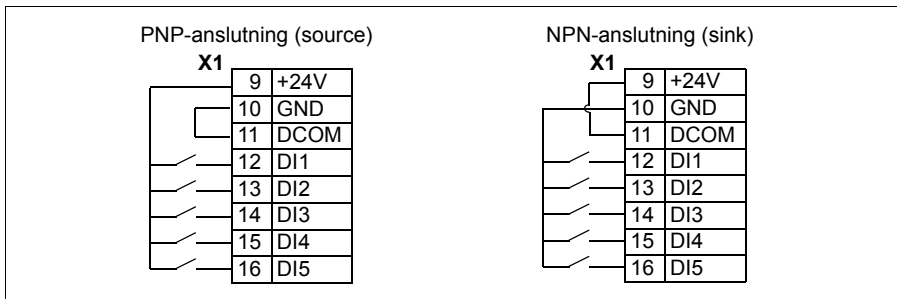 PNP-anslutning (source)
X1
9 +24V
10 GND
11 DCOM
12 DI1
13 DI2
14 DI3
15 DI4
16 DI5
NPN-anslutning (sink)
X1
9 +24V
10 GND
11 DCOM
12 DI1
13 DI2
14 DI3
15 DI4
16 DI5